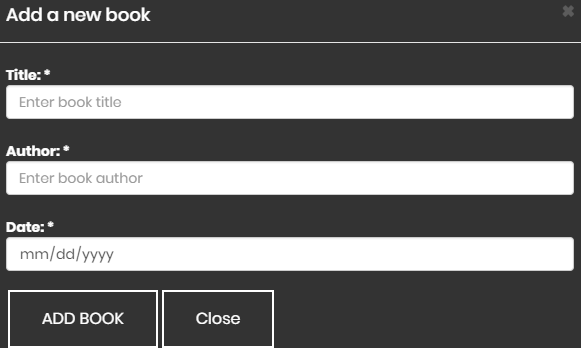 Add a new book
Title: *
Enter book title
Author: *
Enter book author
Date: *
mm/dd/yyyy
ADD BOOK Close